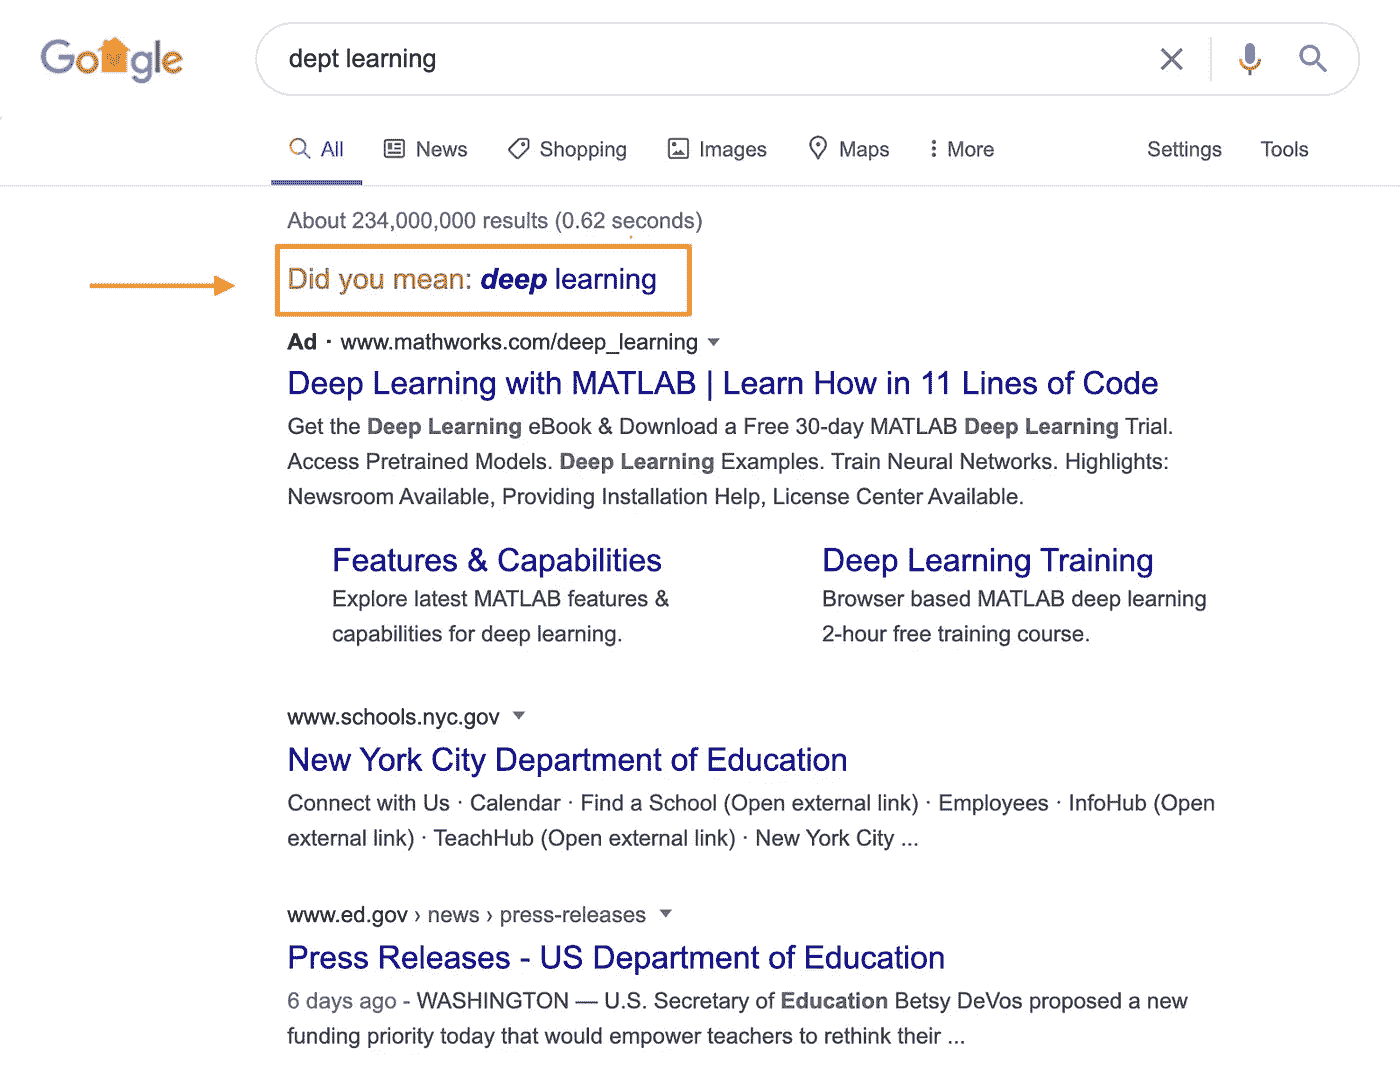 Google
dept learning
All News Shopping Images Maps More Settings Tools
About 234,000,000 results (0.62 seconds)
Did you mean: deep learning
Ad · www.mathworks.com/deep_learning
Deep Learning with MATLAB | Learn How in 11 Lines of Code
Get the Deep Learning eBook & Download a Free 30-day MATLAB Deep Learning Trial.
Access Pretrained Models. Deep Learning Examples. Train Neural Networks. Highlights:
Newsroom Available, Providing Installation Help, License Center Available.
Features & Capabilities
Explore latest MATLAB features &
capabilities for deep learning.
Deep Learning Training
Browser based MATLAB deep learning
2-hour free training course.
www.schools.nyc.gov
New York City Department of Education
Connect with Us · Calendar · Find a School (Open external link) · Employees · InfoHub (Open
external link) · TeachHub (Open external link) · New York City ...
www.ed.gov › news › press-releases
Press Releases - US Department of Education
6 days ago - WASHINGTON — U.S. Secretary of Education Betsy DeVos proposed a new
funding priority today that would empower teachers to rethink their ...